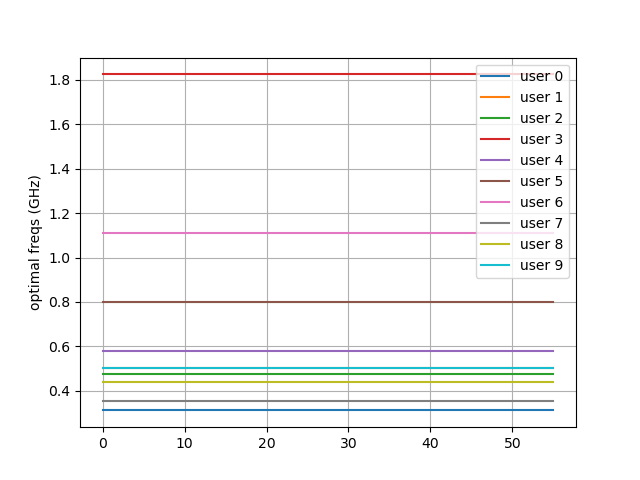 1.8
1.6
1.4
1.2
1.0
0.8
0.6
0.4
optimal freqs (GHz)
0
10
20
30
40
50
user 0
user 1
user 2
user 3
user 4
user 5
user 6
user 7
user 8
user 9